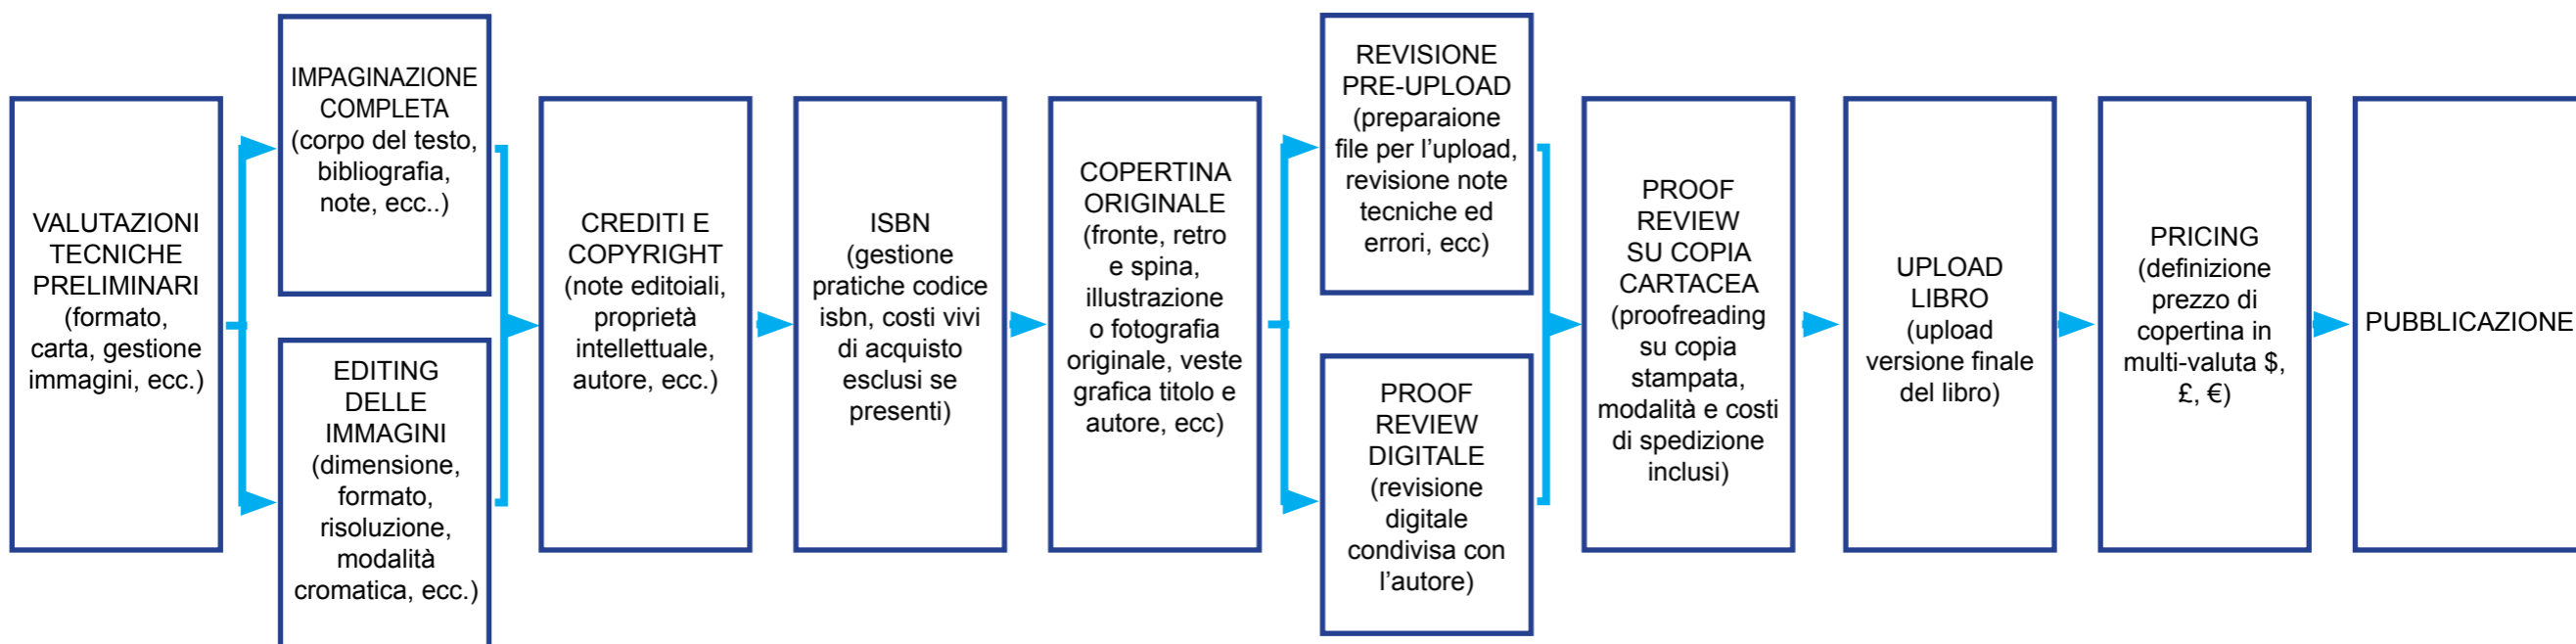 VALUTAZIONI
TECNICHE
PRELIMINARI
(formato,
carta, gestione
immagini, ecc.)
IMPAGINAZIONE
COMPLETA
(corpo del testo,
bibliografia,
note, ecc..)
EDITING
DELLE
IMMAGINI
(dimensione,
formato,
risoluzione,
modalità
cromatica, ecc.)
CREDITI E
COPYRIGHT
(note editoiali,
proprietà
intellettuale,
autore, ecc.)
ISBN
(gestione
pratiche codice
isbn, costi vivi
di acquisto
esclusi se
presenti)
COPERTINA
ORIGINALE
(fronte, retro
e spina,
illustrazione
o fotografia
originale, veste
grafica titolo e
autore, ecc)
REVISIONE
PRE-UPLOAD
(preparaione
file per l'upload,
revisione note
tecniche ed
errori, ecc)
PROOF
REVIEW
DIGITALE
(revisione
digitale
condivisa con
l'autore)
PROOF
REVIEW
SU COPIA
CARTACEA
(proofreading
su copia
stampata,
modalità e costi
di spedizione
inclusi)
UPLOAD
LIBRO
(upload
versione finale
del libro)
PRICING
(definizione
prezzo di
copertina in
multi-valuta $,
£, €)
PUBBLICAZIONE